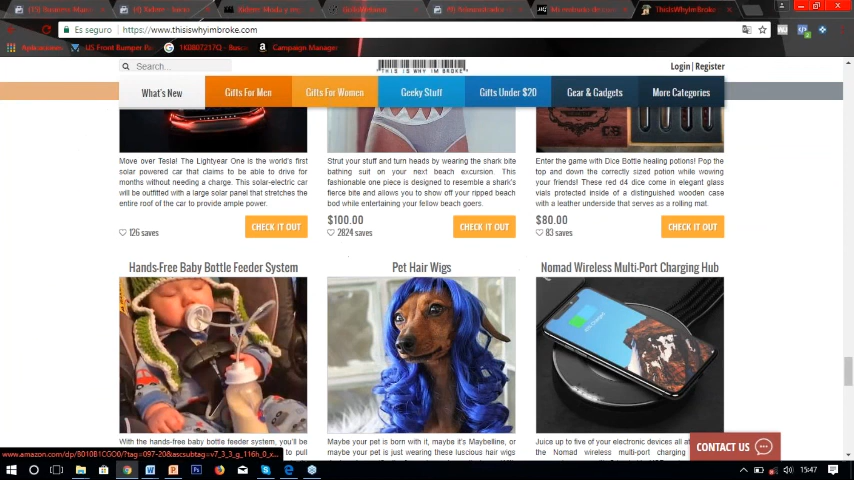 Es seguro
https://www.thisiswhyimbroke.com
Aplicaciones
US Front Bumper Pa
1K0807217Q - Busc
Campaign Manager
ThisIsWhyImBroke
Search...
THIS IS WHY IM BROKE
Login | Register
What's New
Gifts For Men
Gifts For Women
Geeky Stuff
Gifts Under $20
Gear & Gadgets
More Categories
Move over Tesla! The Lightyear One is the world's first
solar powered car that claims to be able to drive for
months without needing a charge. This solar-electric car
will be outfitted with a large solar panel that stretches the
entire roof of the car to provide ample power.
126 saves
CHECK IT OUT
Strut your stuff and turn heads by wearing the shark bite
bathing suit on your next beach excursion. This
fashionable one piece is designed to resemble a shark's
fierce bite and allows you to show off your ripped beach
bod while entertaining your fellow beach goers.
$100.00
2824 saves
CHECK IT OUT
Enter the game with Dice Bottle healing potions! Pop the
top and down the correctly sized potion while wowing
your friends! These red d4 dice come in elegant glass
vials protected inside of a distinguished wooden case
with a leather underside that serves as a rolling mat.
$80.00
83 saves
CHECK IT OUT
Hands-Free Baby Bottle Feeder System
With the hands-free baby bottle feeder system, you'll be
to pull
Pet Hair Wigs
Maybe your pet is born with it, maybe it's Maybelline, or
maybe your pet is just wearing these luscious hair wigs
Nomad Wireless Multi-Port Charging Hub
Juice up to five of your electronic devices all at
the Nomad wireless multi-port charging
CONTACT US
15:47